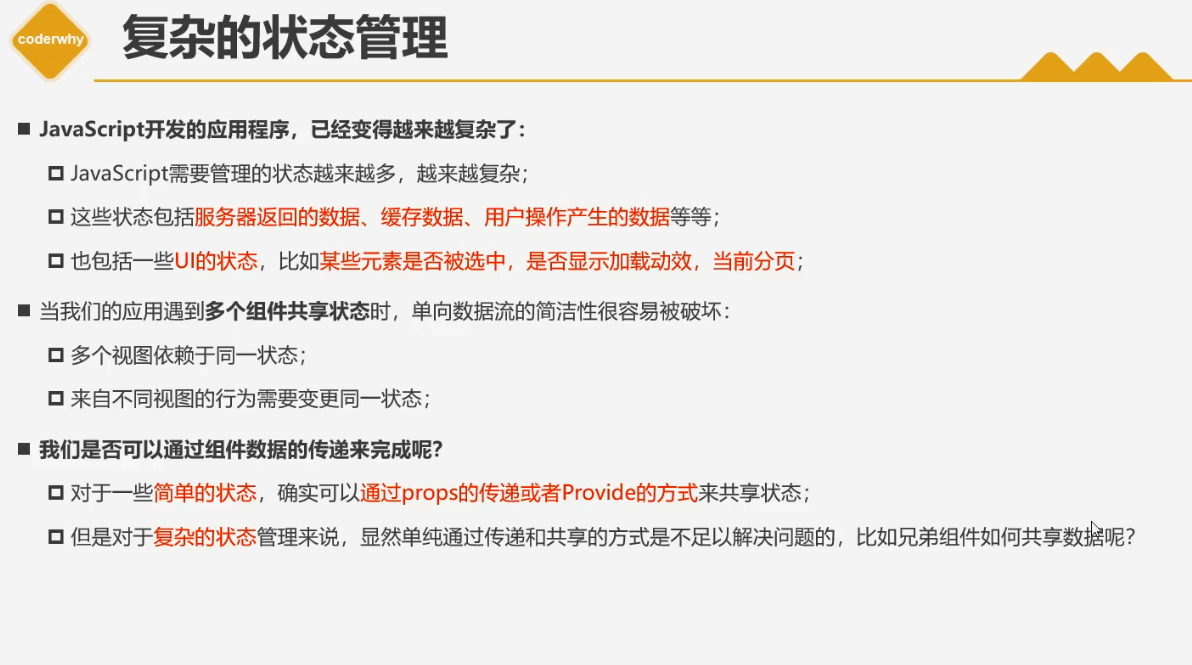 coderwhy
复杂的状态管理
JavaScript开发的应用程序，已经变得越来越复杂了：
JavaScript需要管理的状态越来越多，越来越复杂；
这些状态包括服务器返回的数据、缓存数据、用户操作产生的数据等等；
也包括一些UI的状态，比如某些元素是否被选中，是否显示加载动效，当前分页；
当我们的应用遇到多个组件共享状态时，单向数据流的简洁性很容易被破坏：
多个视图依赖于同一状态；
来自不同视图的行为需要变更同一状态；
我们是否可以通过组件数据的传递来完成呢？
对于一些简单的状态，确实可以通过props的传递或者Provide的方式来共享状态；
但是对于复杂的状态管理来说，显然单纯通过传递和共享的方式是不足以解决问题的，比如兄弟组件如何共享数据呢？